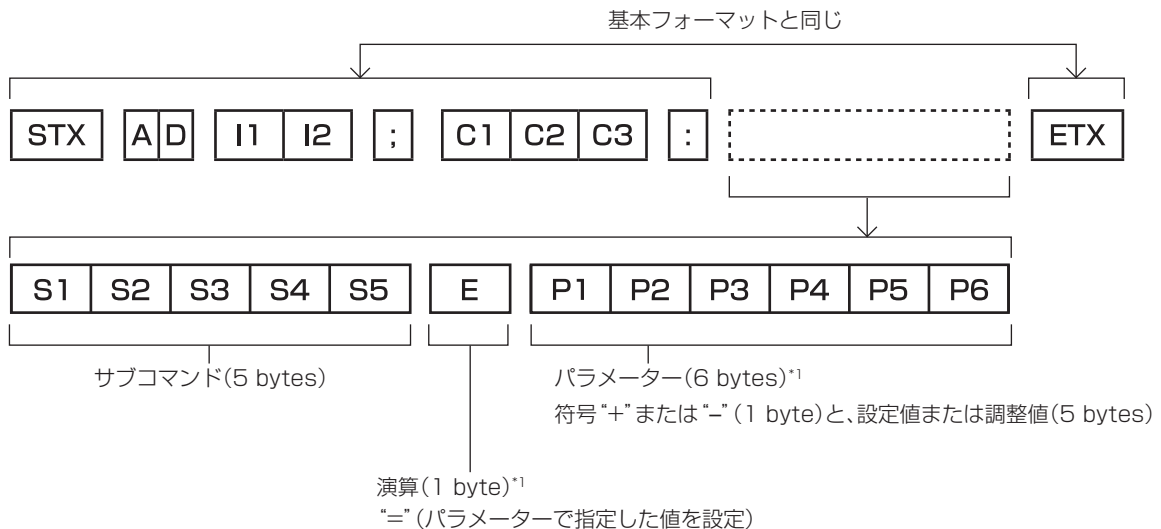 基本フォーマットと同じ
STX A D I1 I2 ; C1 C2 C3 : ETX
S1 S2 S3 S4 S5 E P1 P2 P3 P4 P5 P6
サブコマンド(5 bytes)
パラメーター(6 bytes)*1
符号“+”または“–”(1 byte)と、設定値または調整値(5 bytes)
演算(1 byte)*1
“=”(パラメーターで指定した値を設定)